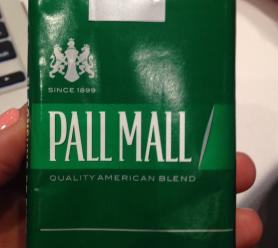 SINCE 1899
PALL MALL
QUALITY AMERICAN BLEND